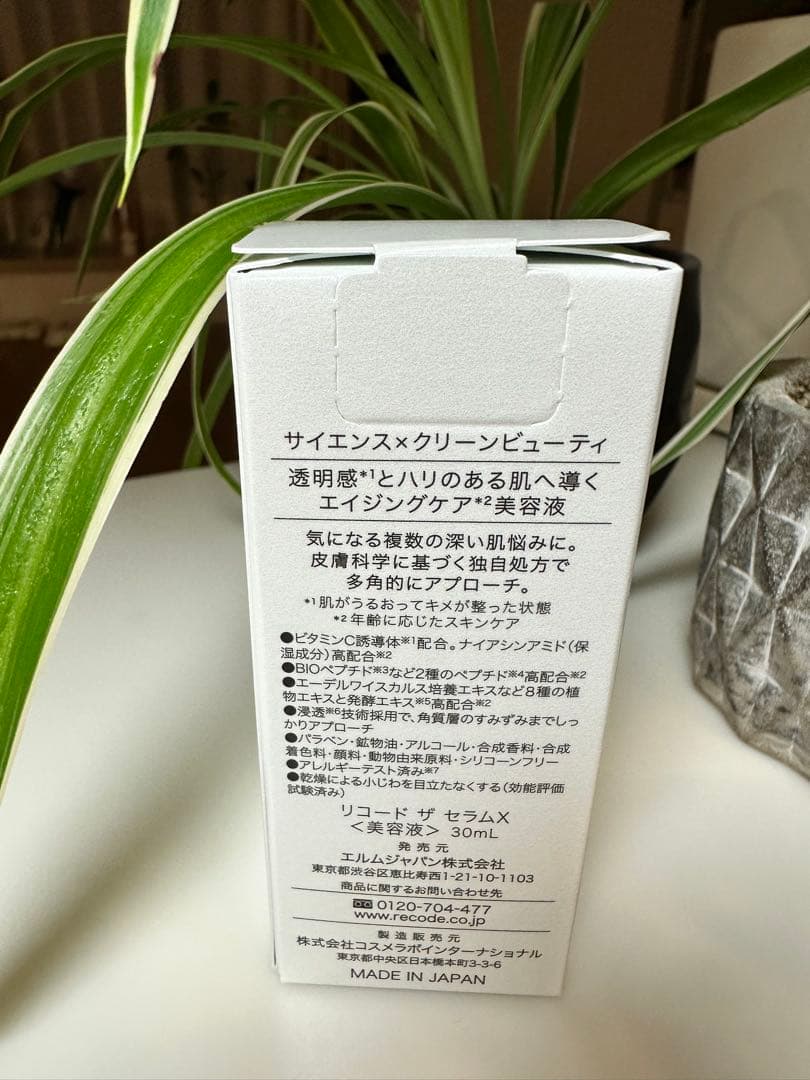 サイエンス×クリーンビューティ
透明感*1とハリのある肌へ導く
エイジングケア*2美容液
気になる複数の深い肌悩みに。
皮膚科学に基づく独自処方で
多角的にアプローチ。
*1肌がうるおってキメが整った状態
*2年齢に応じたスキンケア
●ビタミンC誘導体※1配合。ナイアシンアミド(保
湿成分)高配合※2
●BIOペプチド※3など2種のペプチド※4高配合※2
●エーデルワイスカルス培養エキスなど8種の植
物エキスと発酵エキス※5高配合※2
●浸透※6技術採用で、角質層のすみずみまでしっ
かりアプローチ
●パラベン・鉱物油・アルコール・合成香料・合成
着色料・顔料・動物由来原料・シリコーンフリー
●アレルギーテスト済み※7
●乾燥による小じわを目立たなくする(効能評価
試験済み)
リコード ザ セラムX
<美容液> 30mL
発売元
エルムジャパン株式会社
東京都渋谷区恵比寿西1-21-10-1103
商品に関するお問い合わせ先
0120-704-477
www.recode.co.jp
製造販売元
株式会社コスメラボインターナショナル
東京都中央区日本橋本町3-3-6
MADE IN JAPAN